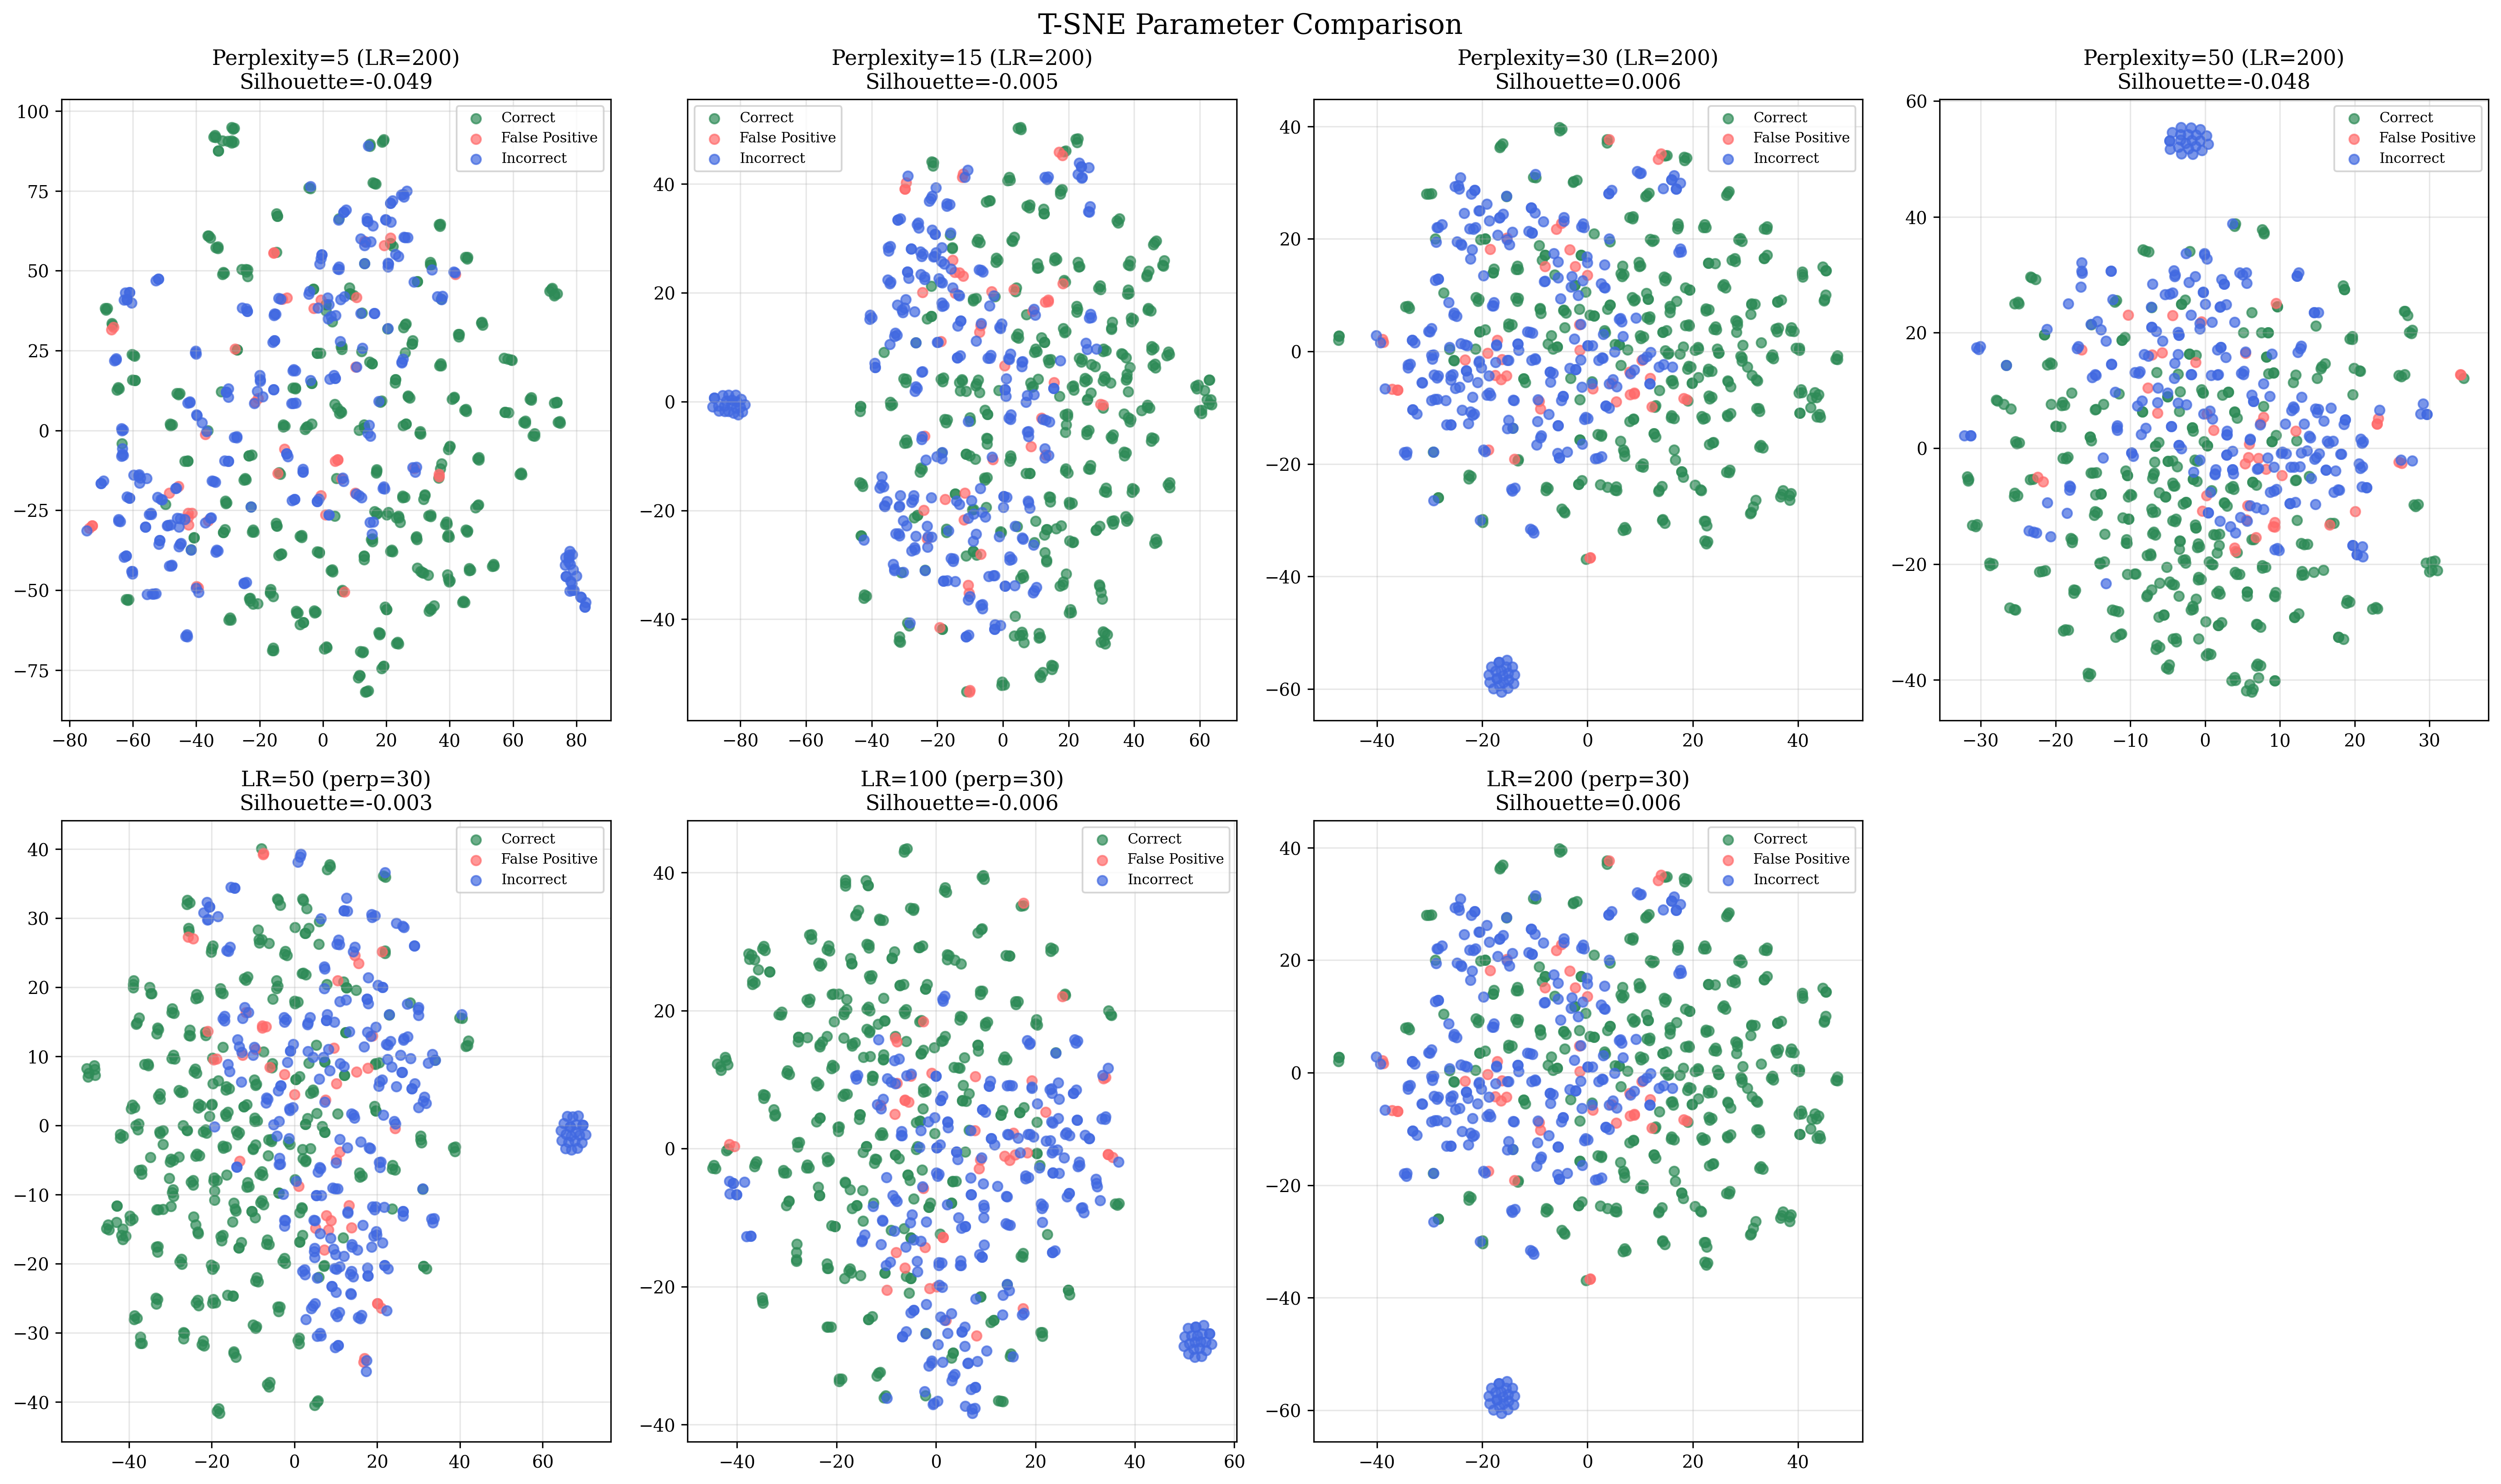 T-SNE Parameter Comparison
Perplexity=5 (LR=200)
Silhouette=-0.049
Correct
False Positive
Incorrect
100
75
50
25
0
−25
−50
−75
−80 −60 −40 −20 0 20 40 60 80
Perplexity=15 (LR=200)
Silhouette=-0.005
Correct
False Positive
Incorrect
40
20
0
−20
−40
−80 −60 −40 −20 0 20 40 60
Perplexity=30 (LR=200)
Silhouette=0.006
Correct
False Positive
Incorrect
40
20
0
−20
−40
−60
−40 −20 0 20 40
Perplexity=50 (LR=200)
Silhouette=-0.048
Correct
False Positive
Incorrect
60
40
20
0
−20
−40
−30 −20 −10 0 10 20 30
LR=50 (perp=30)
Silhouette=-0.003
Correct
False Positive
Incorrect
40
30
20
10
0
−10
−20
−30
−40
−40 −20 0 20 40 60
LR=100 (perp=30)
Silhouette=-0.006
Correct
False Positive
Incorrect
40
20
0
−20
−40
−40 −20 0 20 40 60
LR=200 (perp=30)
Silhouette=0.006
Correct
False Positive
Incorrect
40
20
0
−20
−40
−60
−40 −20 0 20 40